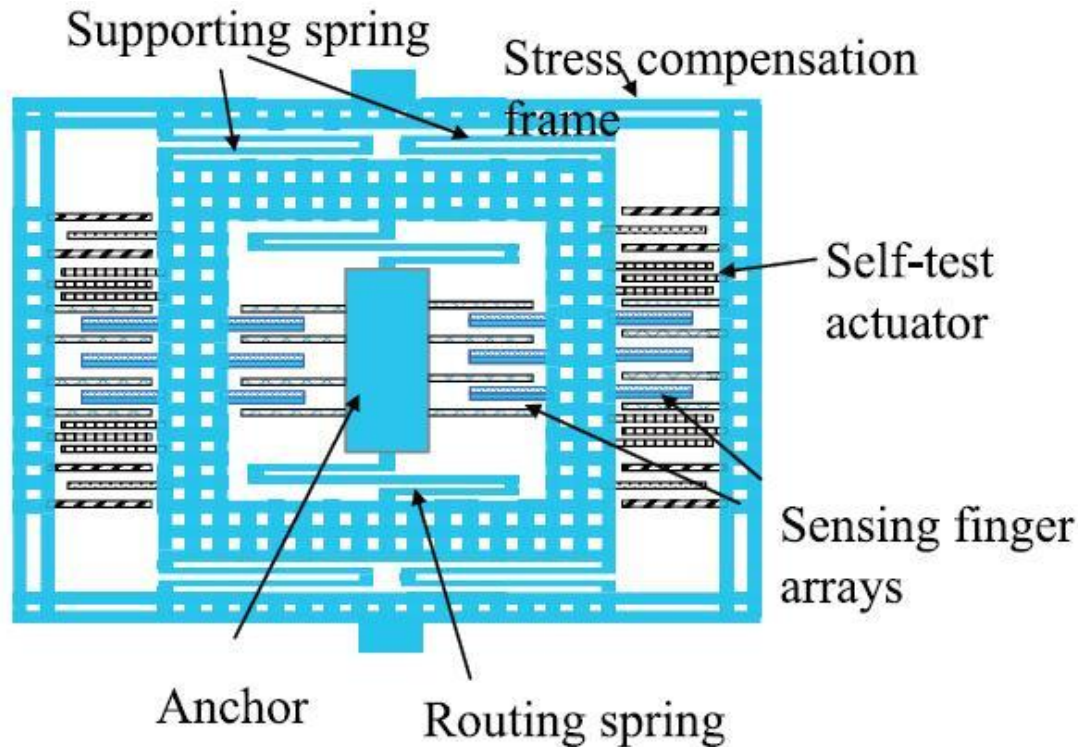 Supporting spring
Stress compensation
frame
Self-test
actuator
Sensing finger
arrays
Anchor
Routing spring